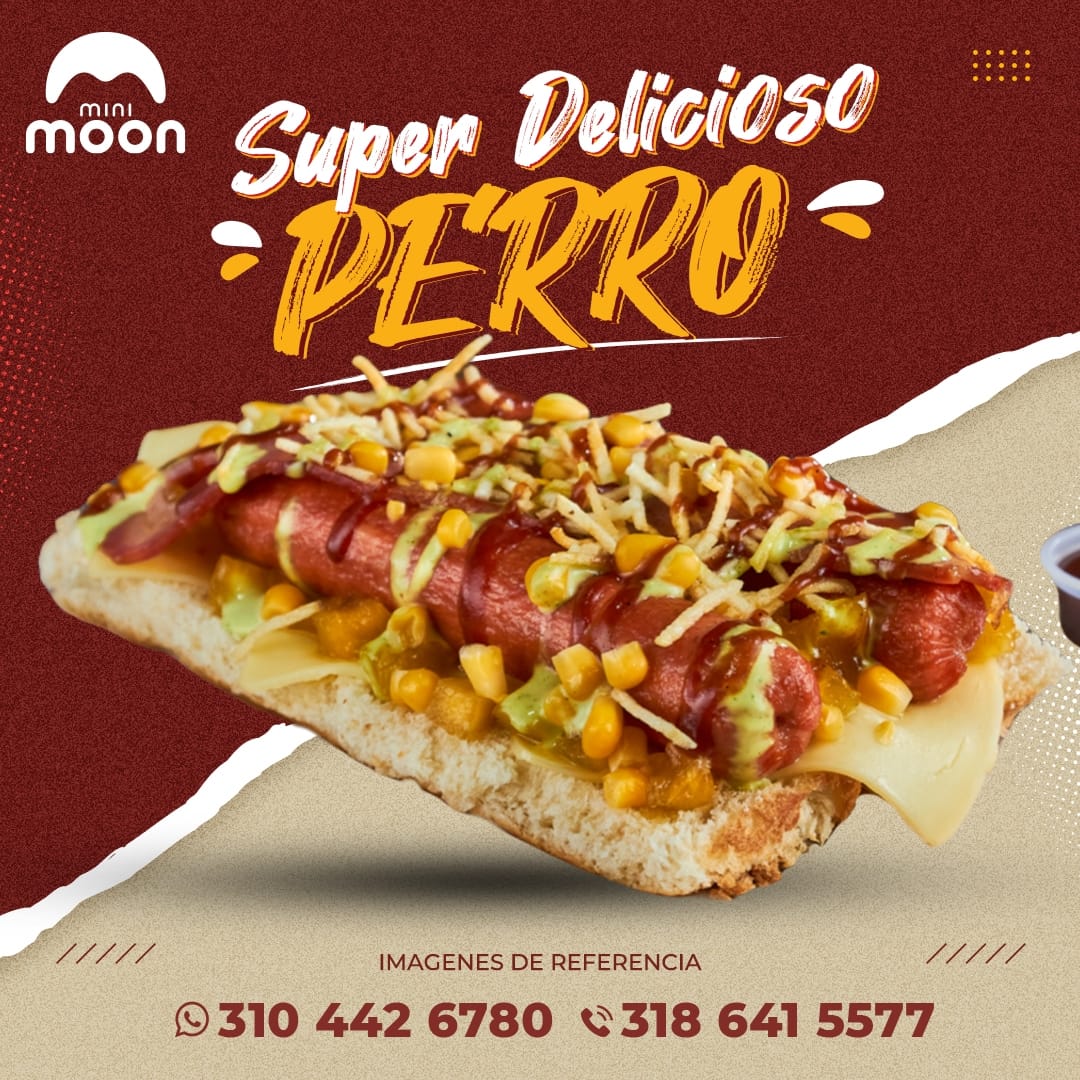 mini
moon
Super Delicioso
PERRO
IMAGENES DE REFERENCIA
310 442 6780 318 641 5577